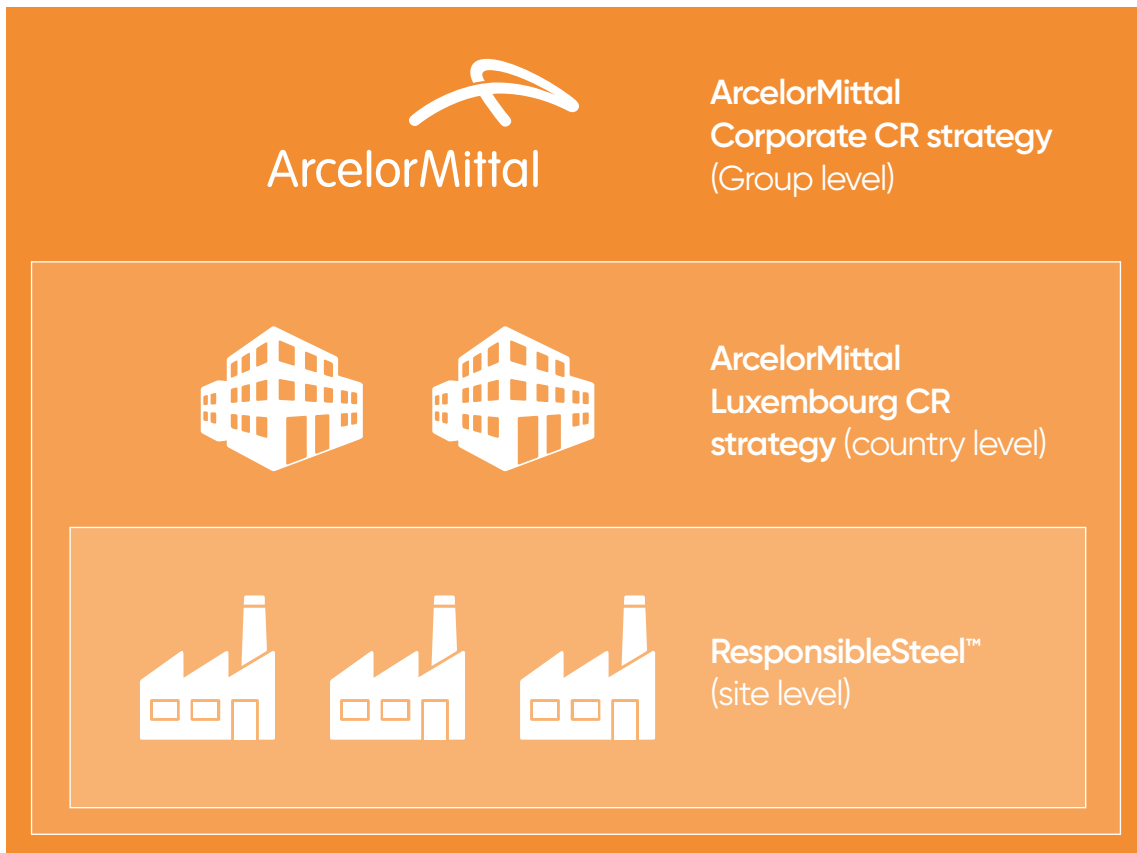 ArcelorMittal
ArcelorMittal
Corporate CR strategy
(Group level)
ArcelorMittal
Luxembourg CR
strategy (country level)
ResponsibleSteel™
(site level)